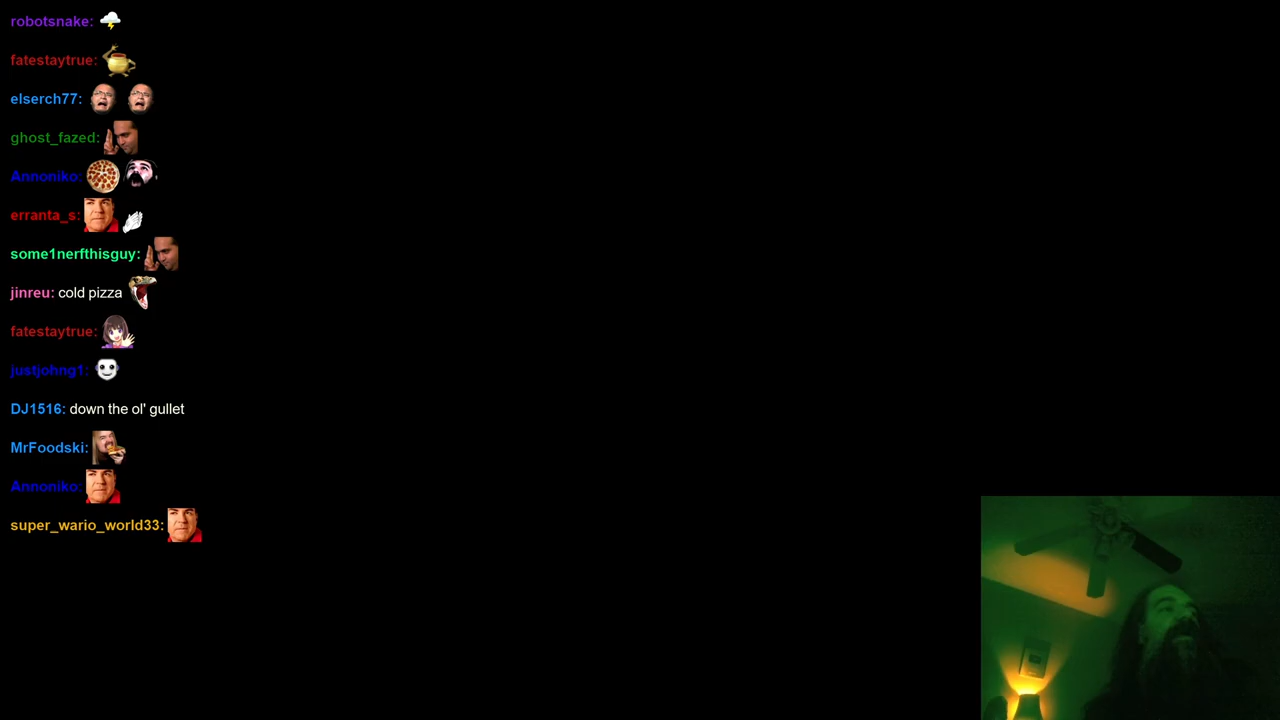 robotsnake:
fatestaytrue:
elserch77:
ghost_fazed:
Annoniko:
erranta_s:
some1nerfthisguy:
jinreu: cold pizza
fatestaytrue:
justjohng1:
DJ1516: down the ol' gullet
MrFoodski:
Annoniko:
super_wario_world33: